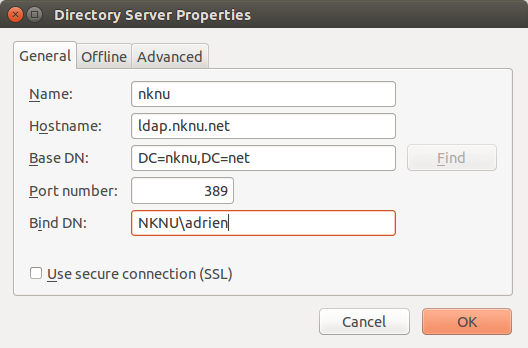 Directory Server Properties
General Offline Advanced
Name: nknu
Hostname: ldap.nknu.net
Base DN: DC=nknu,DC=net Find
Port number: 389
Bind DN: NKNU\adrien
Use secure connection (SSL)
Cancel OK